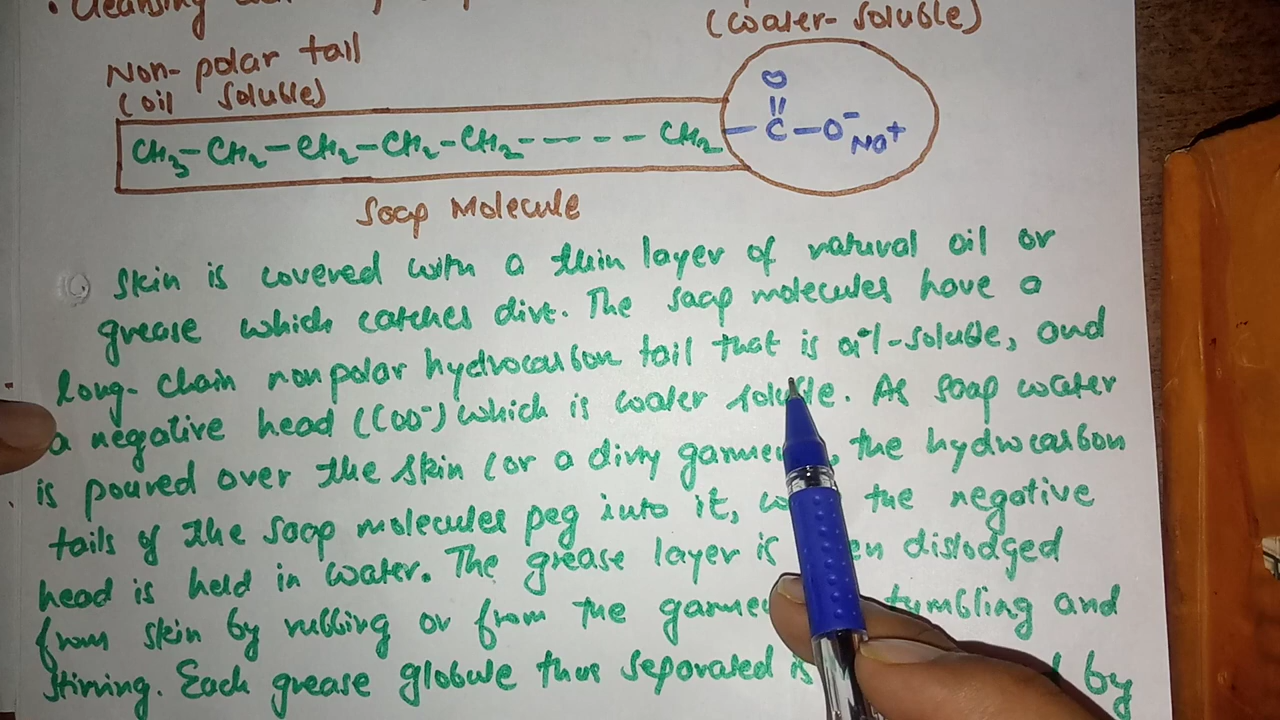 • Cleansing
(water-soluble)
Non-polar tail
(oil soluble)
O
CH3-CH2-CH2-CH2-CH2----- CH2 - C - O⁻ Na⁺
Soap Molecule
Skin is covered with a thin layer of natural oil or
grease which catches dirt. The soap molecules have a
long-chain nonpolar hydrocarbon tail that is oil-soluble, and
a negative head (COO⁻) which is water soluble. As soap water
is poured over the skin (or a dirty garment, the hydrocarbon
tails of the soap molecules peg into it, the negative
head is held in water. The grease layer is dislodged
from skin by rubbing or from the tumbling and
stirring. Each grease globule thus separated is by